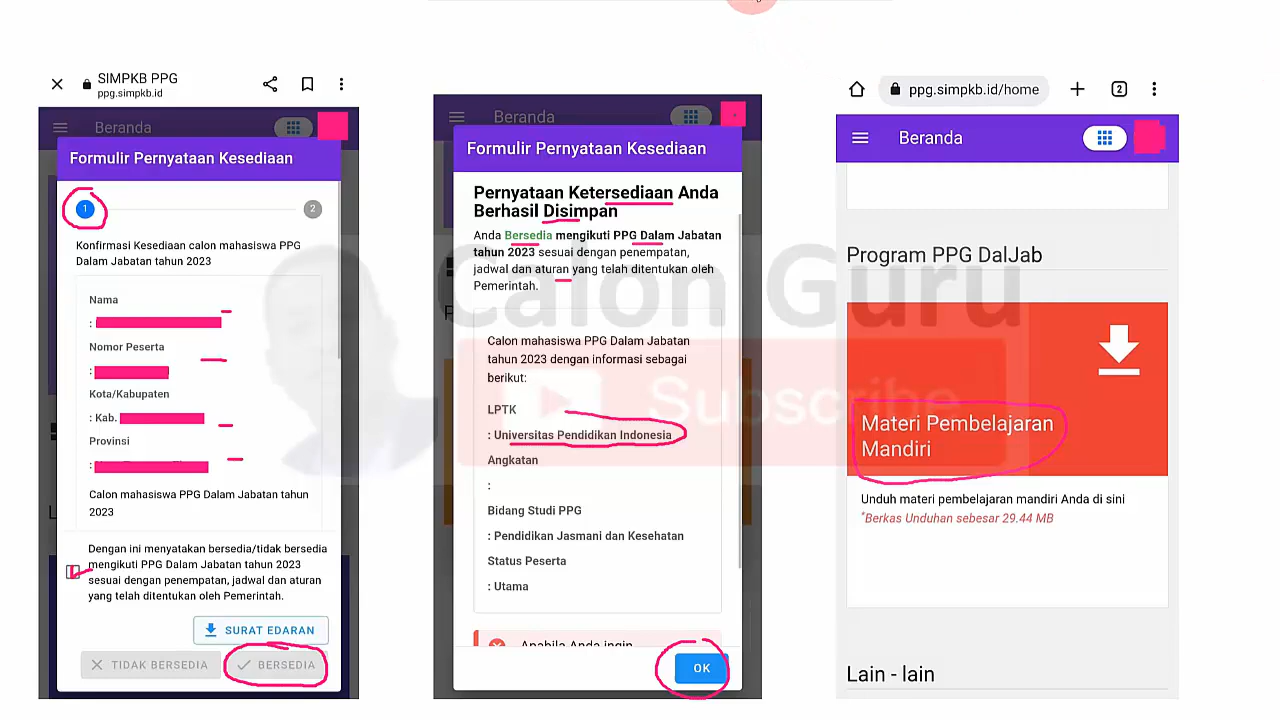 SIMPKB PPG
ppg.simpkb.id
Beranda
Formulir Pernyataan Kesediaan
1
2
Konfirmasi Kesediaan calon mahasiswa PPG
Dalam Jabatan tahun 2023
Nama
:
Nomor Peserta
:
Kota/Kabupaten
: Kab.
Provinsi
:
Calon mahasiswa PPG Dalam Jabatan tahun
2023
Dengan ini menyatakan bersedia/tidak bersedia
mengikuti PPG Dalam Jabatan tahun 2023
sesuai dengan penempatan, jadwal dan aturan
yang telah ditentukan oleh Pemerintah.
SURAT EDARAN
TIDAK BERSEDIA
BERSEDIA
Beranda
Formulir Pernyataan Kesediaan
Pernyataan Ketersediaan Anda
Berhasil Disimpan
Anda Bersedia mengikuti PPG Dalam Jabatan
tahun 2023 sesuai dengan penempatan,
jadwal dan aturan yang telah ditentukan oleh
Pemerintah.
Calon mahasiswa PPG Dalam Jabatan
tahun 2023 dengan informasi sebagai
berikut:
LPTK
: Universitas Pendidikan Indonesia
Angkatan
:
Bidang Studi PPG
: Pendidikan Jasmani dan Kesehatan
Status Peserta
: Utama
Apabila Anda ingin
OK
ppg.simpkb.id/home
2
Beranda
Program PPG DalJab
Materi Pembelajaran
Mandiri
Unduh materi pembelajaran mandiri Anda di sini
*Berkas Unduhan sebesar 29.44 MB
Lain - lain
Calon Guru
Subscribe